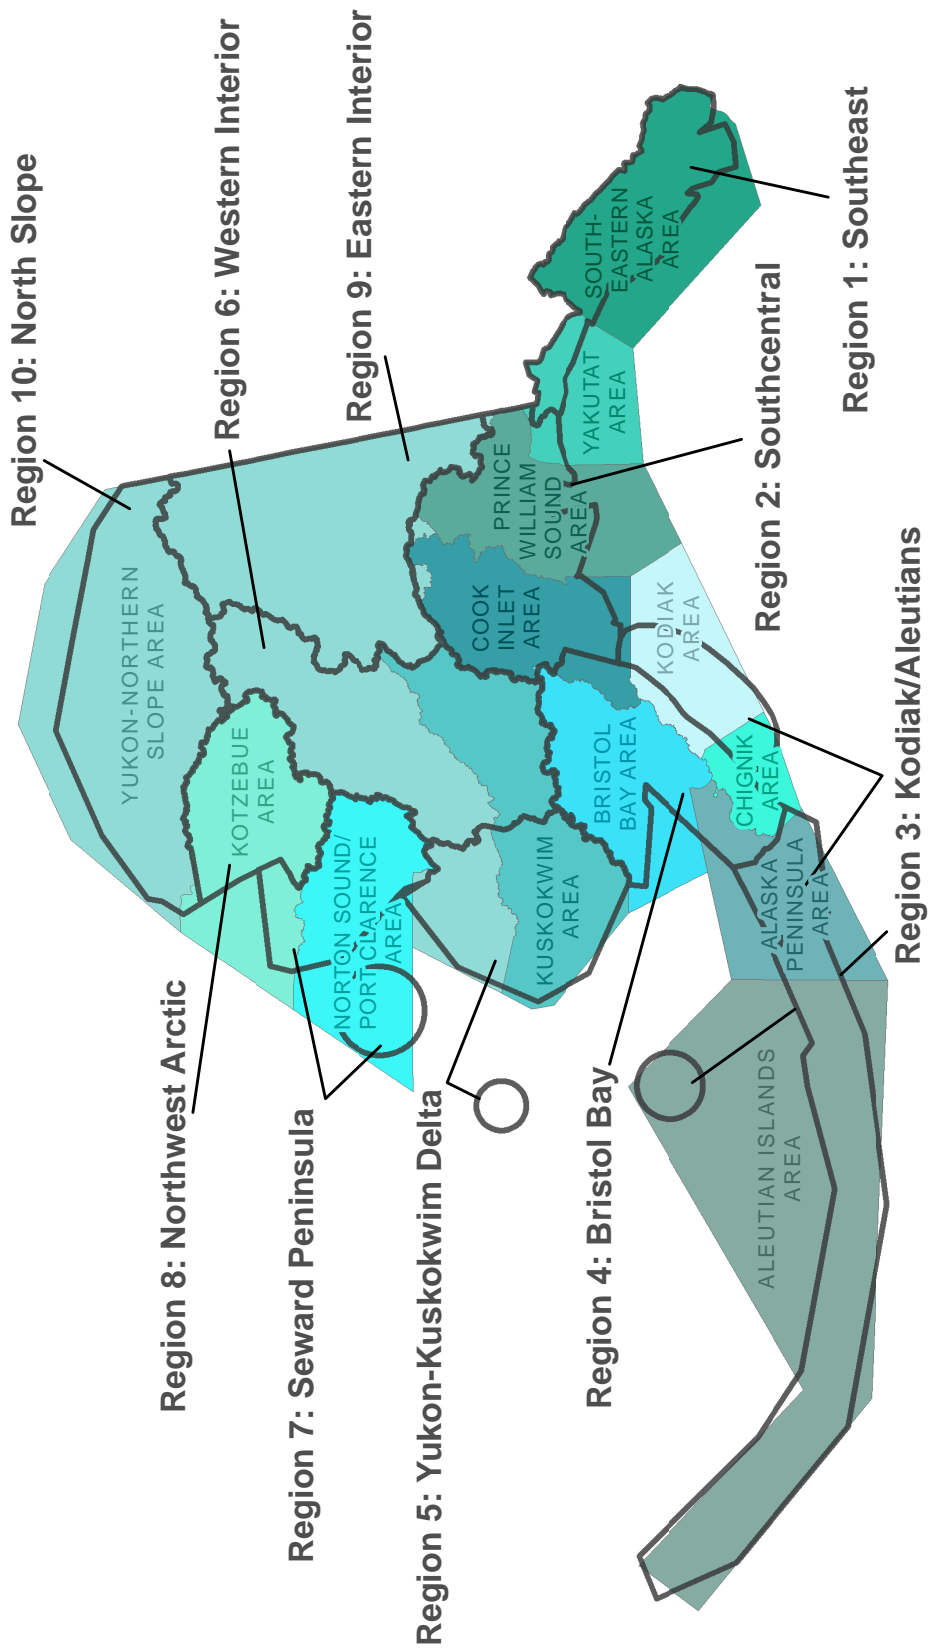 Region 10: North Slope
Region 6: Western Interior
Region 9: Eastern Interior
Region 8: Northwest Arctic
Region 7: Seward Peninsula
Region 5: Yukon-Kuskokwim Delta
Region 4: Bristol Bay
Region 3: Kodiak/Aleutians
Region 2: Southcentral
Region 1: Southeast
YUKON-NORTHERN
SLOPE AREA
KOTZEBUE
AREA
NORTON SOUND/
PORT CLARENCE
AREA
KUSKOKWIM
AREA
BRISTOL
BAY AREA
COOK
INLET
AREA
PRINCE
WILLIAM
SOUND
AREA
YAKUTAT
AREA
SOUTH-
EASTERN
ALASKA
AREA
KODIAK
AREA
CHIGNIK
AREA
ALASKA
PENINSULA
AREA
ALEUTIAN ISLANDS
AREA